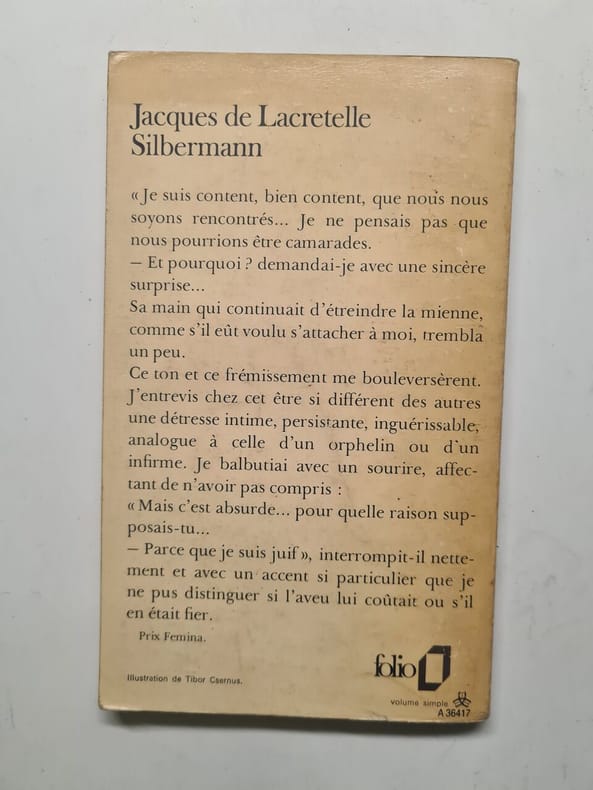 Jacques de Lacretelle
Silbermann
« Je suis content, bien content, que nous nous
soyons rencontrés... Je ne pensais pas que
nous pourrions être camarades.
– Et pourquoi ? demandai-je avec une sincère
surprise...
Sa main qui continuait d'étreindre la mienne,
comme s'il eût voulu s'attacher à moi, trembla
un peu.
Ce ton et ce frémissement me bouleversèrent.
J'entrevis chez cet être si différent des autres
une détresse intime, persistante, inguérissable,
analogue à celle d'un orphelin ou d'un
infirme. Je balbutiai avec un sourire, affec-
tant de n'avoir pas compris :
« Mais c'est absurde... pour quelle raison sup-
posais-tu...
– Parce que je suis juif », interrompit-il nette-
ment et avec un accent si particulier que je
ne pus distinguer si l'aveu lui coûtait ou s'il
en était fier.
Prix Femina.
folio
Illustration de Tibor Csernus.
volume simple
A 36417